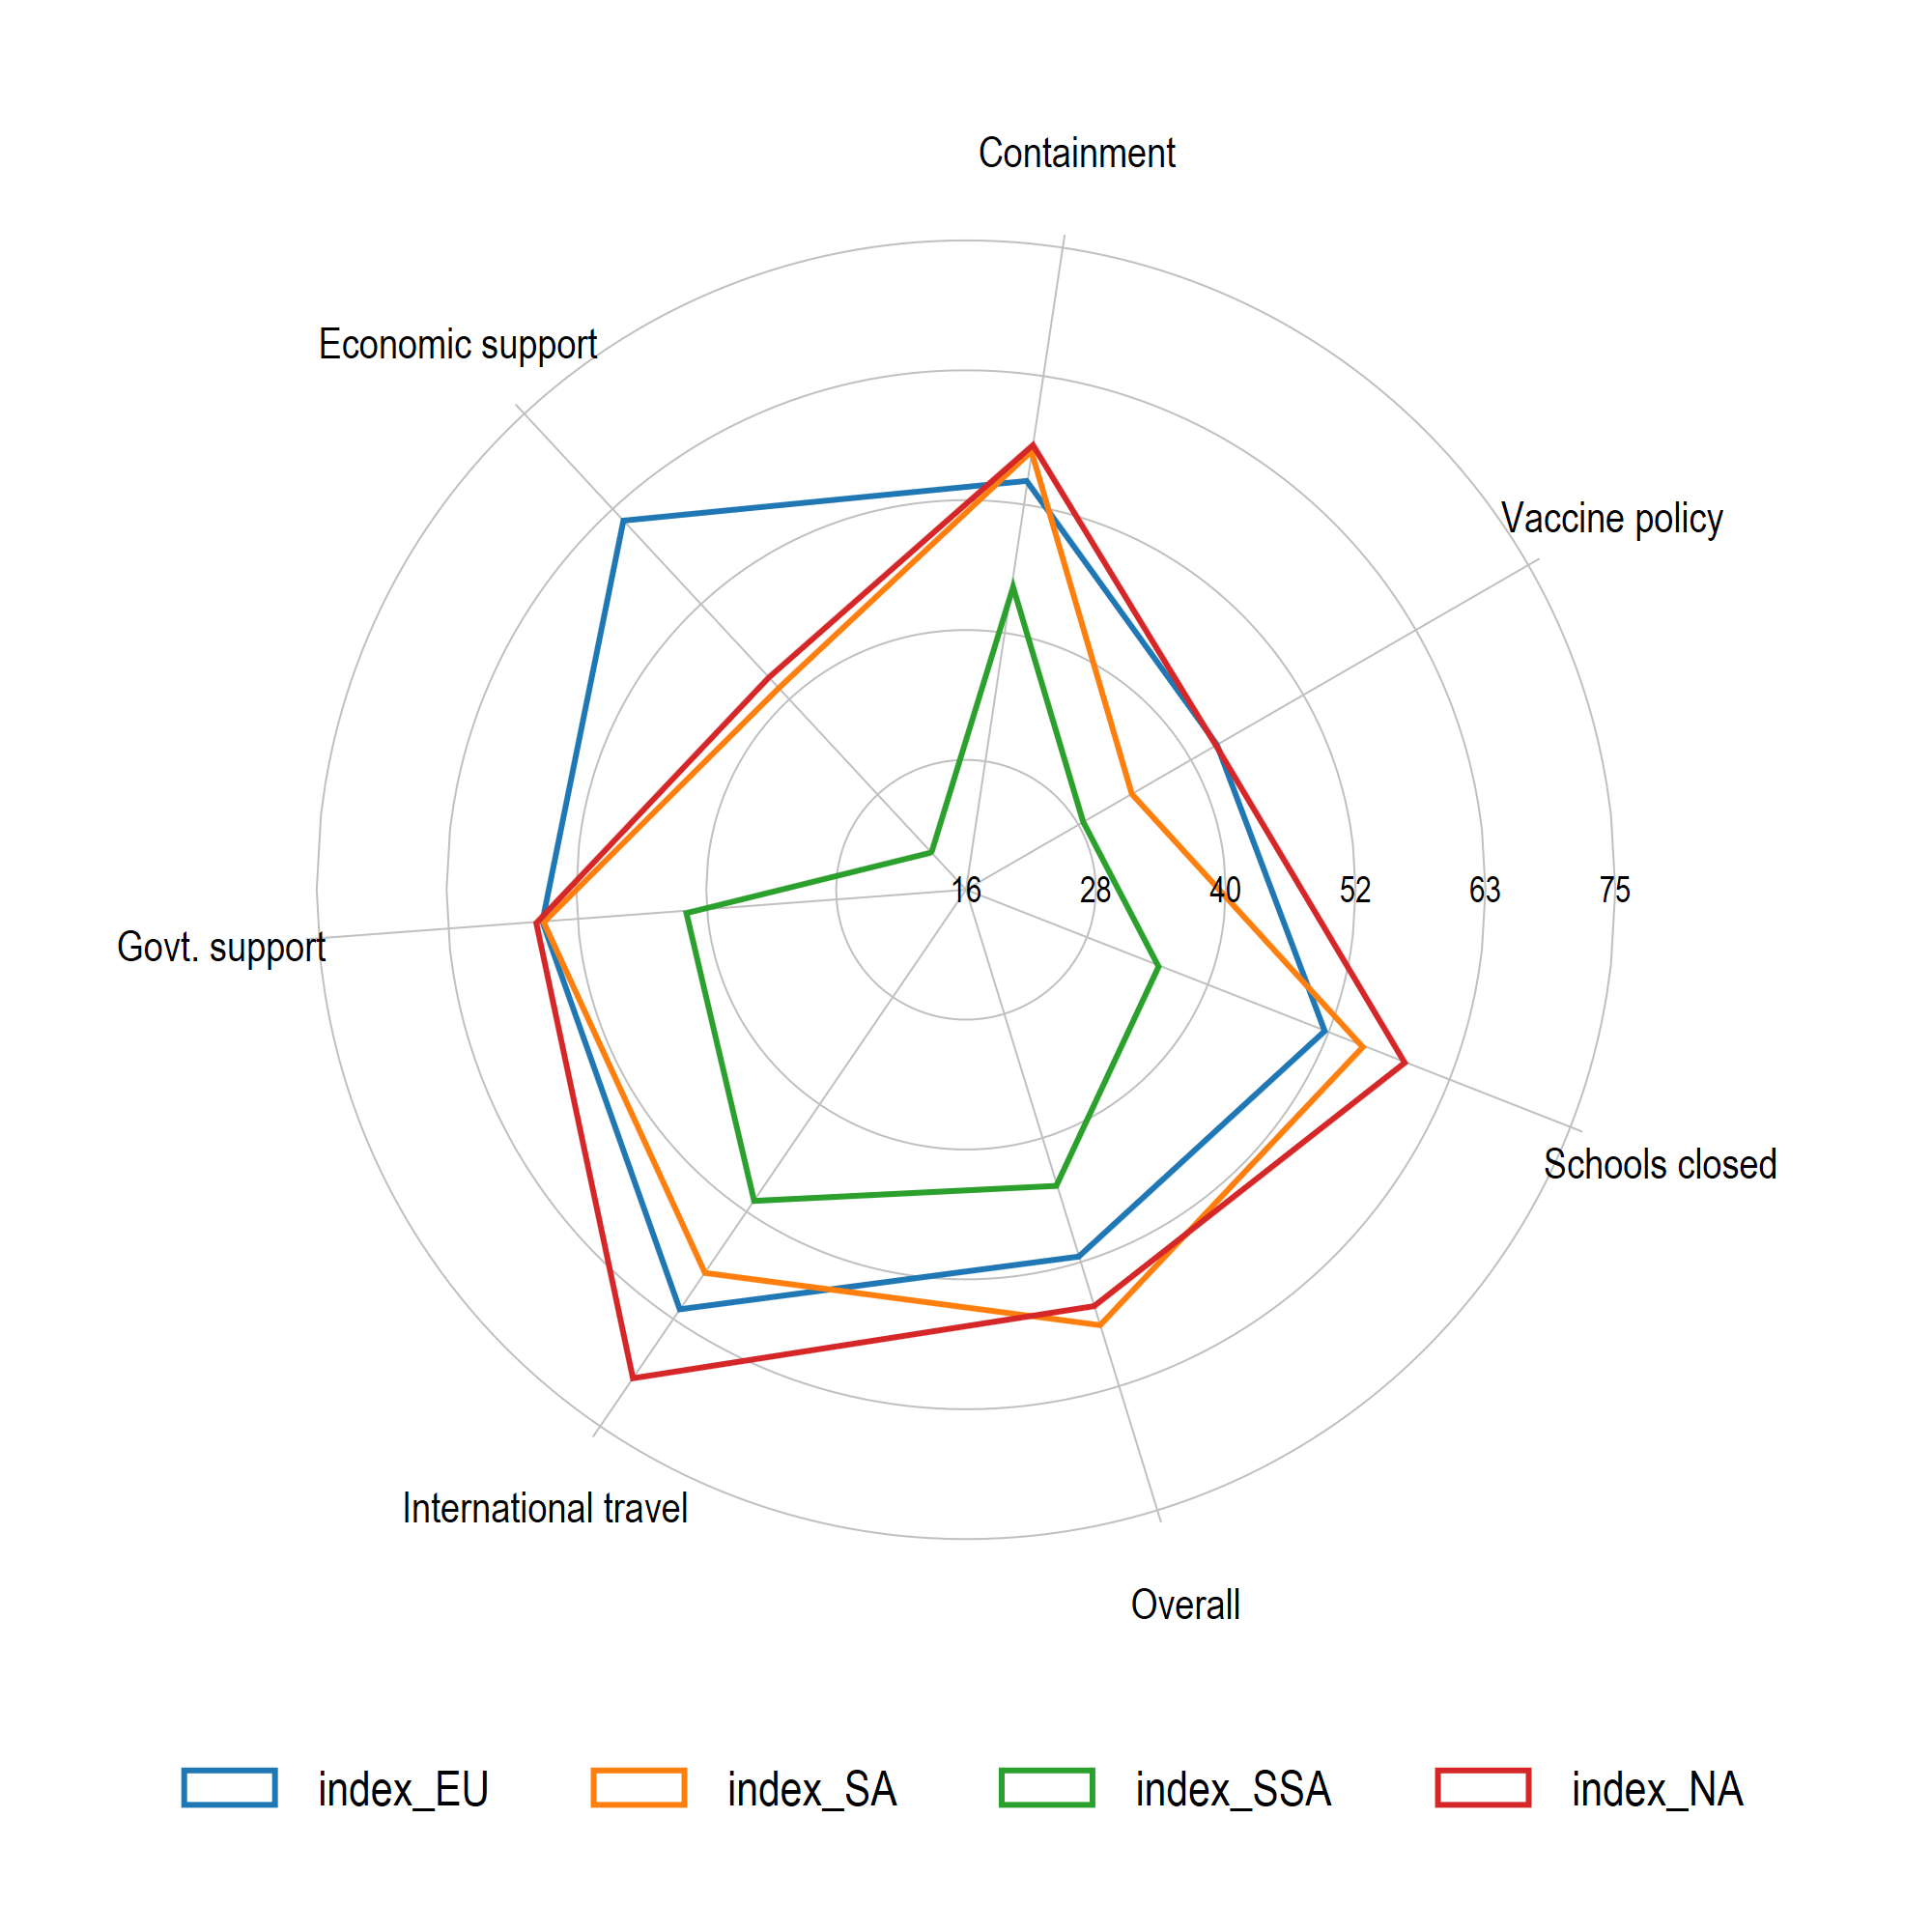 Containment
Economic support
Vaccine policy
16 28 40 52 63 75
Govt. support
Schools closed
International travel
Overall
index_EU index_SA index_SSA index_NA